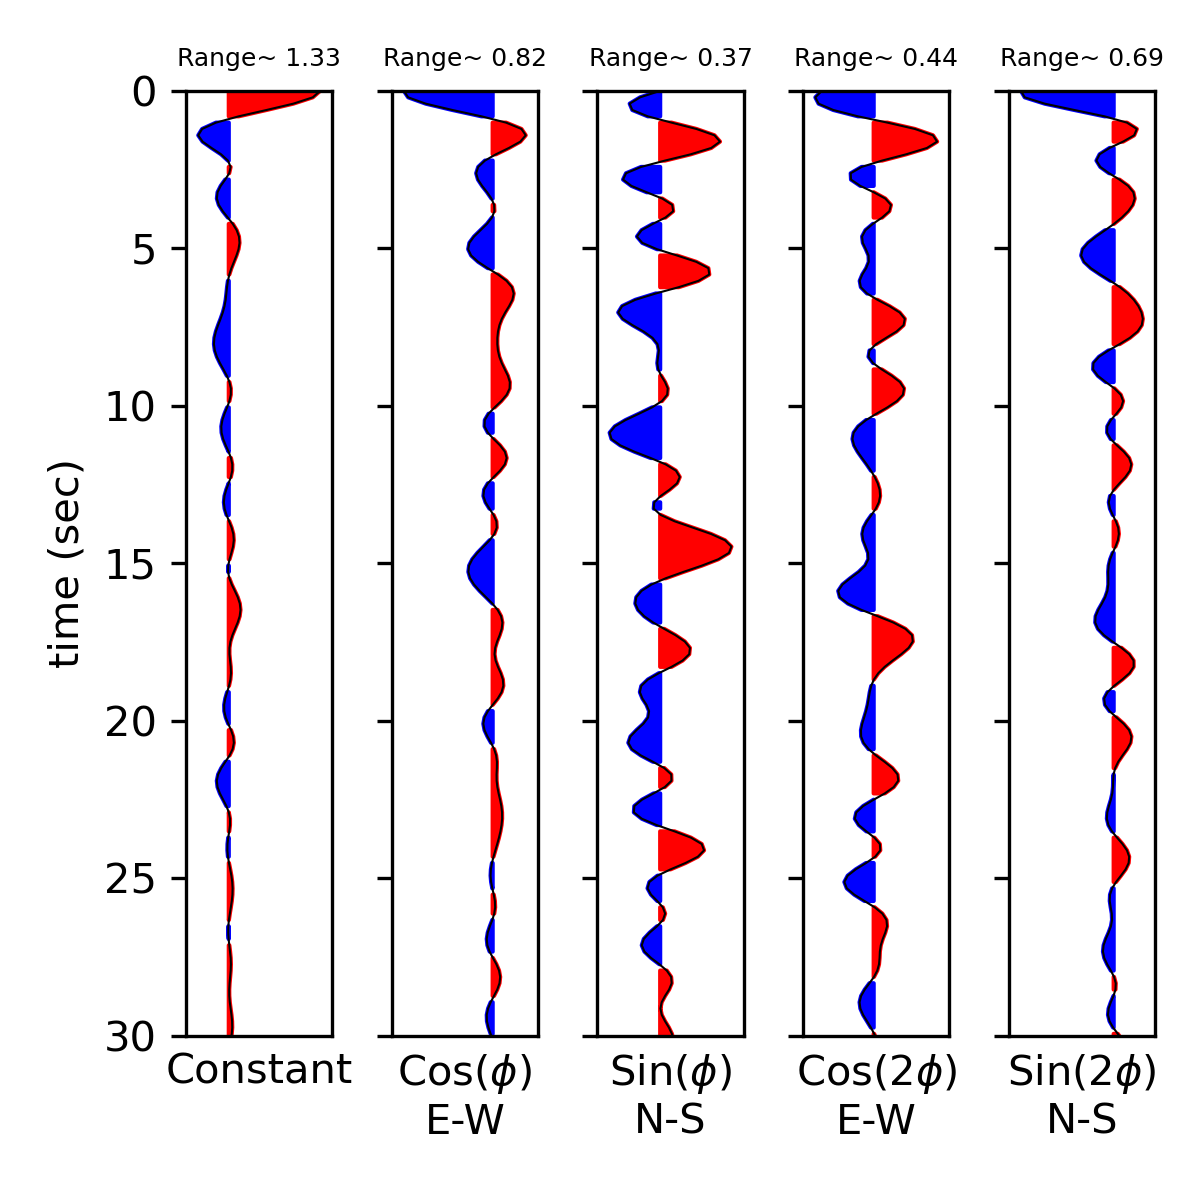 Range~ 1.33 Range~ 0.82 Range~ 0.37 Range~ 0.44 Range~ 0.69
0
5
10
15
20
25
30
time (sec)
Constant Cos(ϕ) Sin(ϕ) Cos(2ϕ) Sin(2ϕ)
E-W N-S E-W N-S